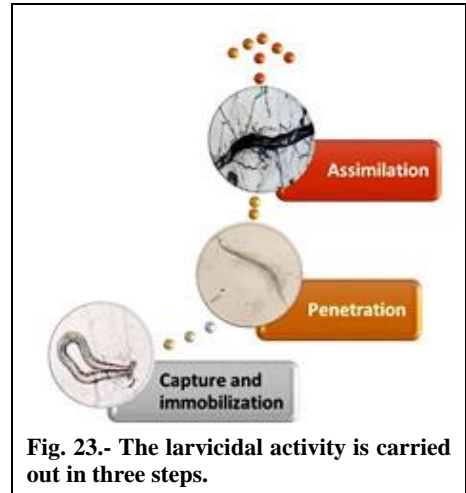 Assimilation
Penetration
Capture and
immobilization
Fig. 23.- The larvicidal activity is carried
out in three steps.